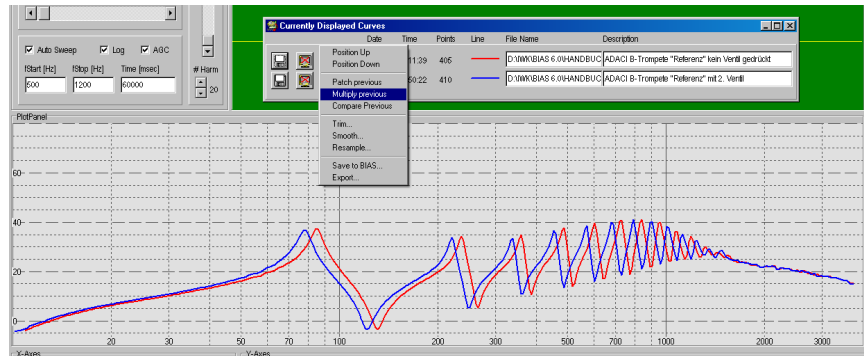 Currently Displayed Curves
Date Time Points Line File Name Description
11:39 405 D:\IWK\BIAS 6.0\HANDBUC ADACI B-Trompete "Referenz" kein Ventil gedrückt
50:22 410 D:\IWK\BIAS 6.0\HANDBUC ADACI B-Trompete "Referenz" mit 2. Ventil
Position Up
Position Down
Patch previous
Multiply previous
Compare Previous
Trim...
Smooth...
Resample...
Save to BIAS...
Export...
Auto Sweep Log AGC
fStart [Hz] fStop [Hz] Time [msec] # Harm
500 1200 60000 20
PlotPanel
60
40
20
0
20 30 50 70 100 200 300 500 700 1000 2000 3000
X-Axes Y-Axes